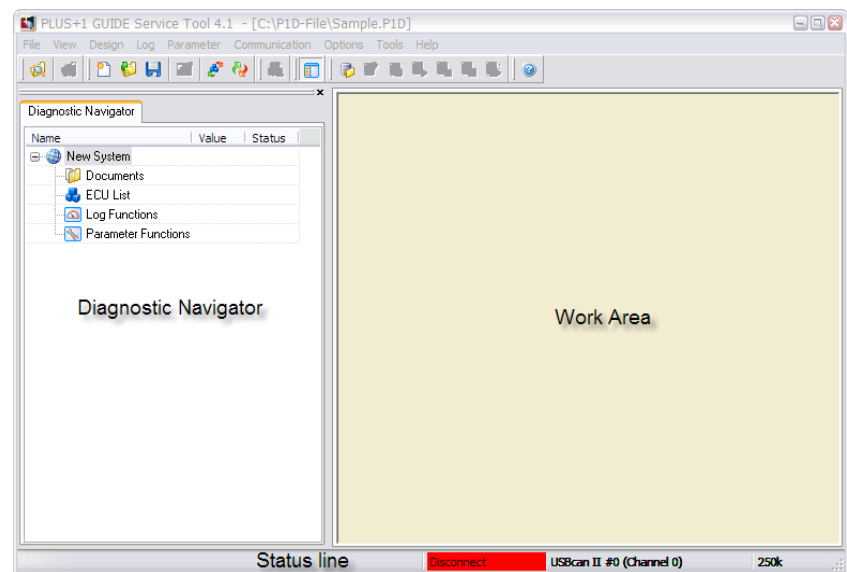 PLUS+1 GUIDE Service Tool 4.1 - [C:\P1D-File\Sample.P1D]
File View Design Log Parameter Communication Options Tools Help
Diagnostic Navigator
Name Value Status
New System
Documents
ECU List
Log Functions
Parameter Functions
Diagnostic Navigator
Work Area
Status line Disconnect USBcan II #0 (Channel 0) 250k